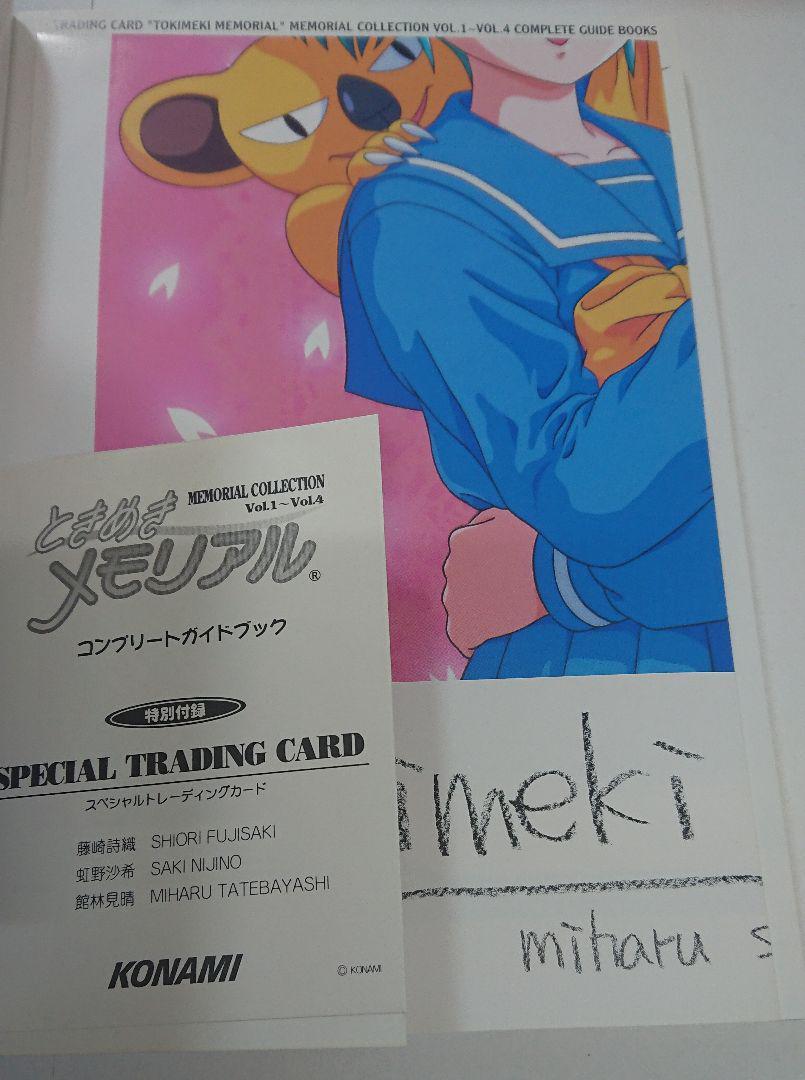 TRADING CARD "TOKIMEKI MEMORIAL" MEMORIAL COLLECTION VOL.1~VOL.4 COMPLETE GUIDE BOOKS
MEMORIAL COLLECTION
Vol.1~Vol.4
ときめき
メモリアル®
コンプリートガイドブック
特別付録
SPECIAL TRADING CARD
スペシャルトレーディングカード
藤崎詩織 SHIORI FUJISAKI
虹野沙希 SAKI NIJINO
館林見晴 MIHARU TATEBAYASHI
KONAMI
© KONAMI
imeki
miharu s